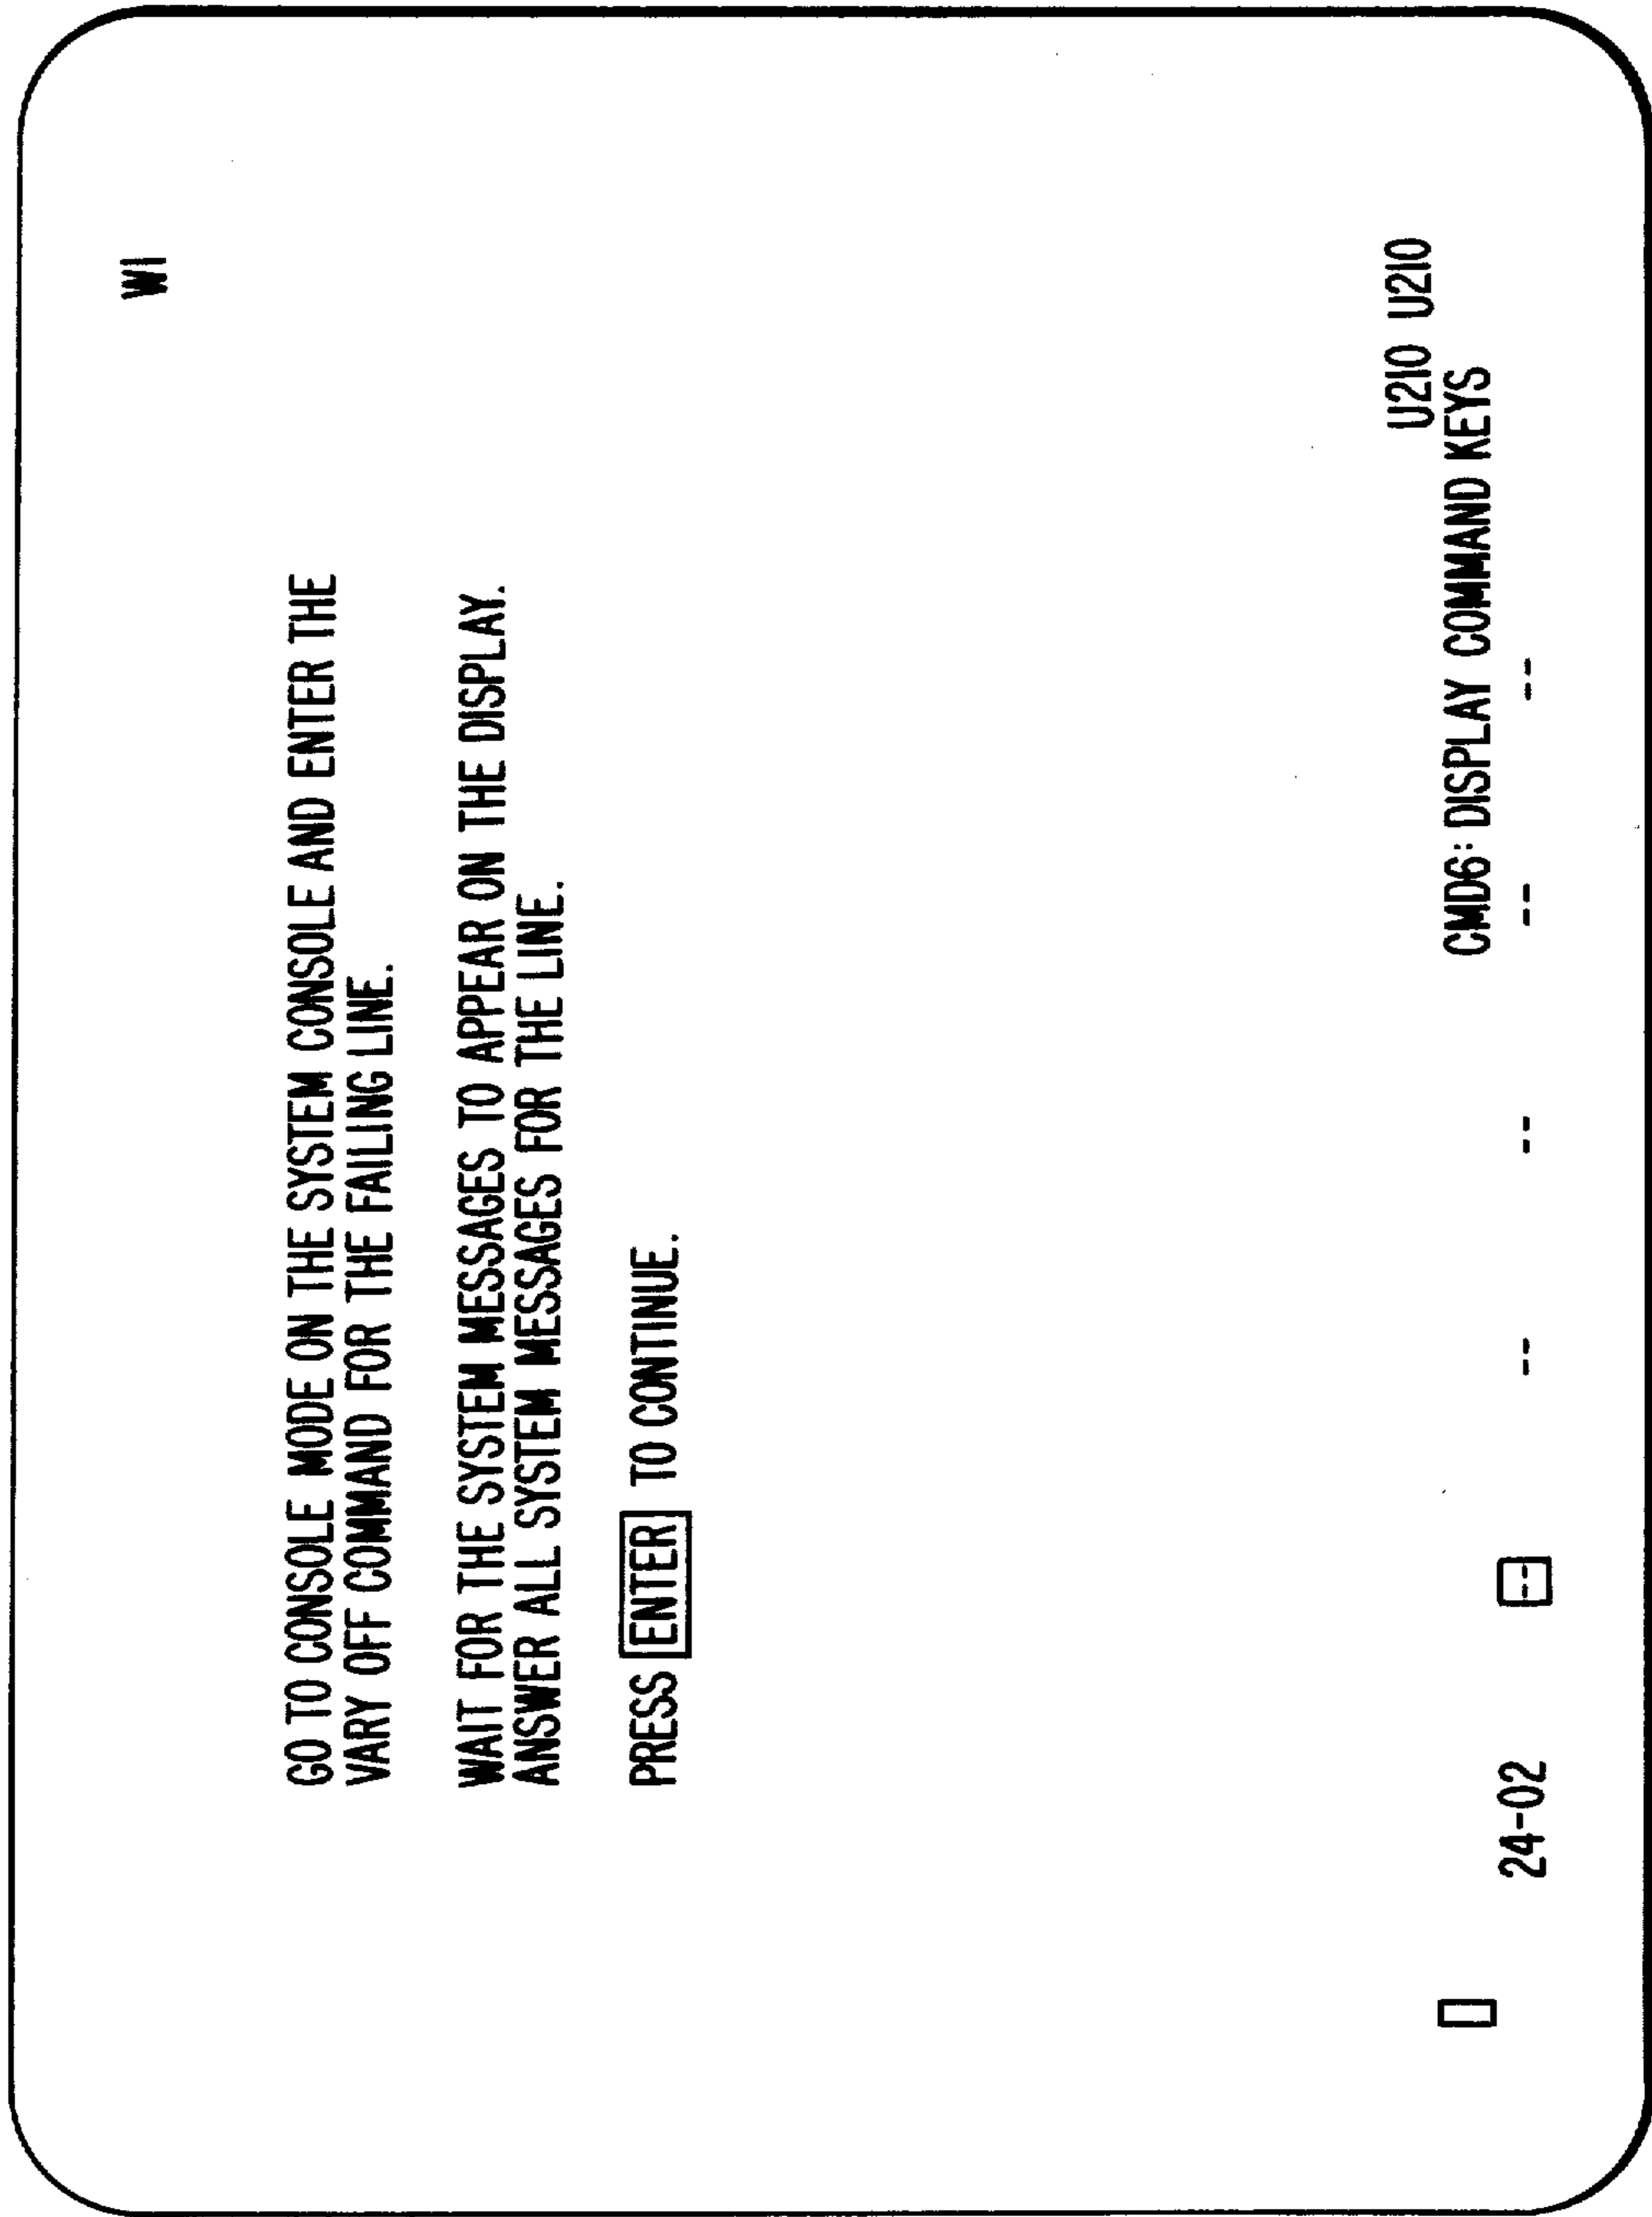 W1
GO TO CONSOLE MODE ON THE SYSTEM CONSOLE AND ENTER THE
VARY OFF COMMAND FOR THE FAILING LINE.
WAIT FOR THE SYSTEM MESSAGES TO APPEAR ON THE DISPLAY.
ANSWER ALL SYSTEM MESSAGES FOR THE LINE.
PRESS ENTER TO CONTINUE.
U210 U210
CMD6: DISPLAY COMMAND KEYS
24-02 -- -- -- -- --